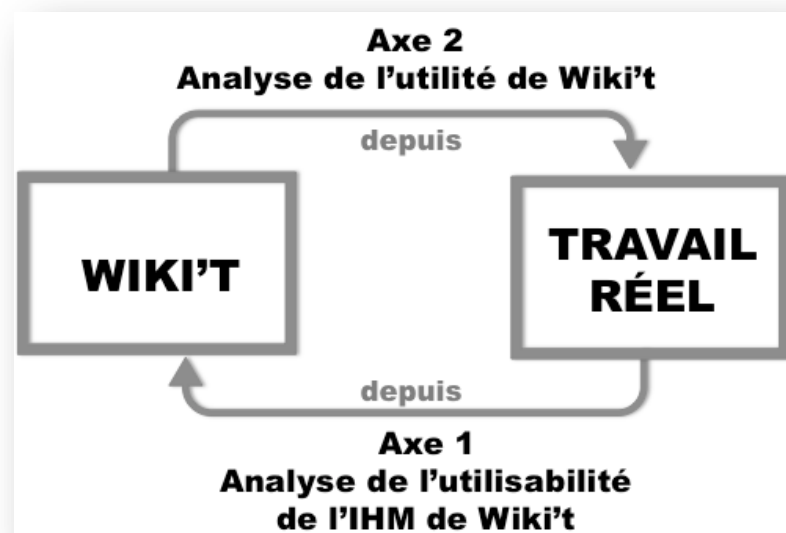 Axe 2
Analyse de l’utilité de Wiki’t
depuis
WIKI’T
TRAVAIL
RÉEL
depuis
Axe 1
Analyse de l’utilisabilité
de l’IHM de Wiki’t